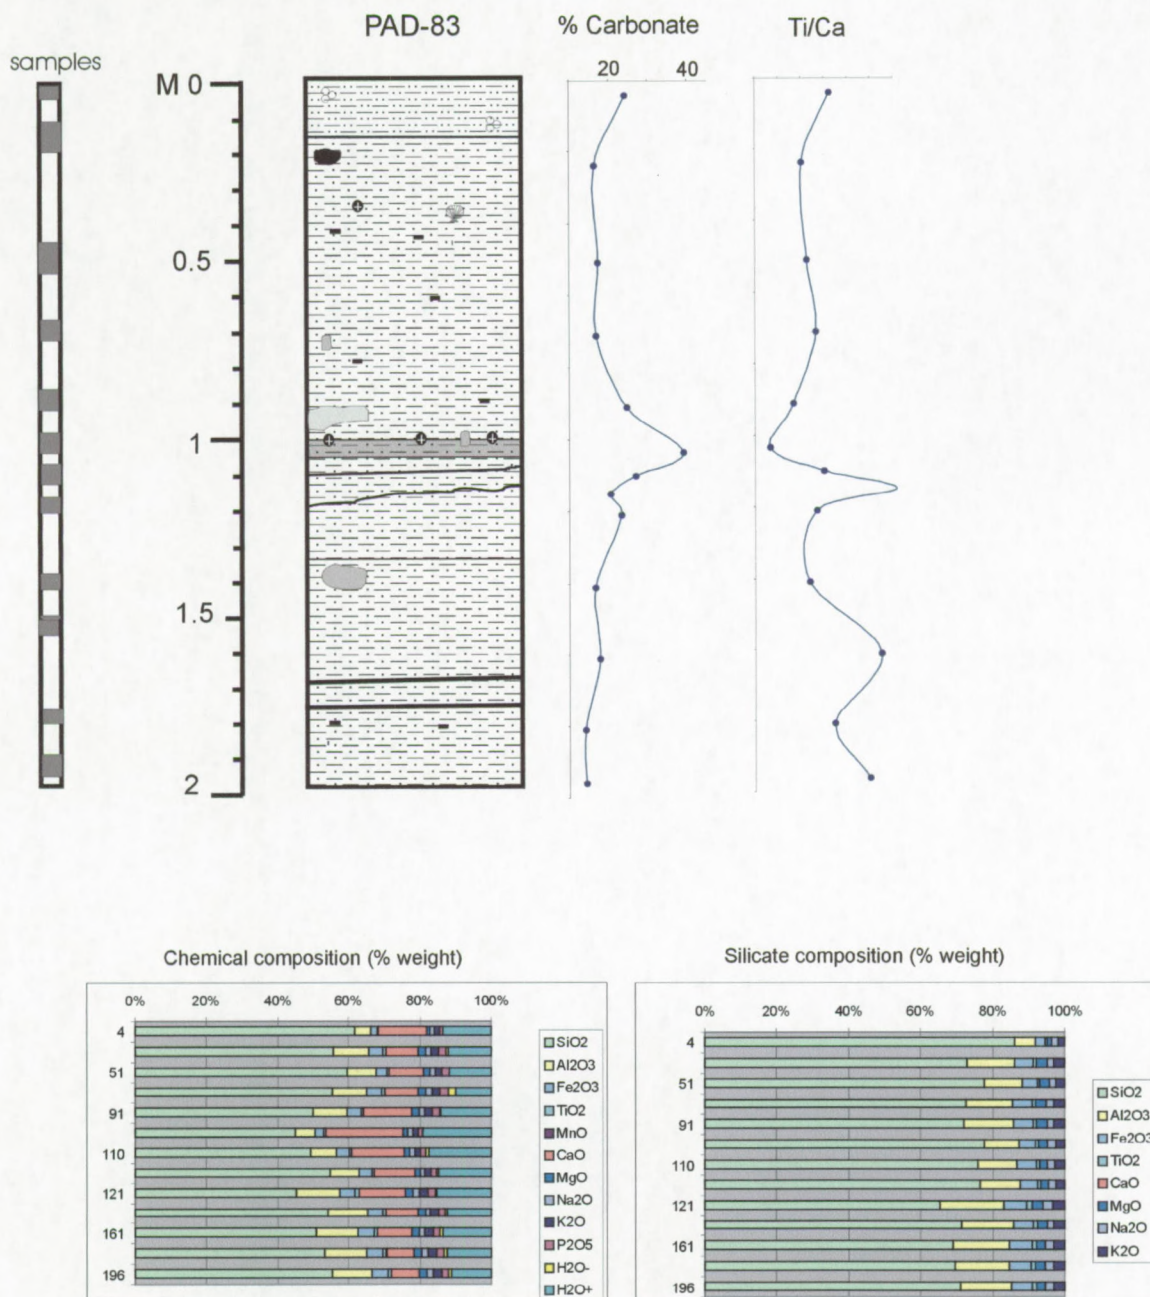 PAD-83
% Carbonate
Ti/Ca
samples
20 40
M 0
0.5
1
1.5
2
Chemical composition (% weight)
0% 20% 40% 60% 80% 100%
4
51
91
110
121
161
196
SiO2
Al2O3
Fe2O3
TiO2
MnO
CaO
MgO
Na2O
K2O
P2O5
H2O-
H2O+
Silicate composition (% weight)
0% 20% 40% 60% 80% 100%
4
51
91
110
121
161
196
SiO2
Al2O3
Fe2O3
TiO2
CaO
MgO
Na2O
K2O